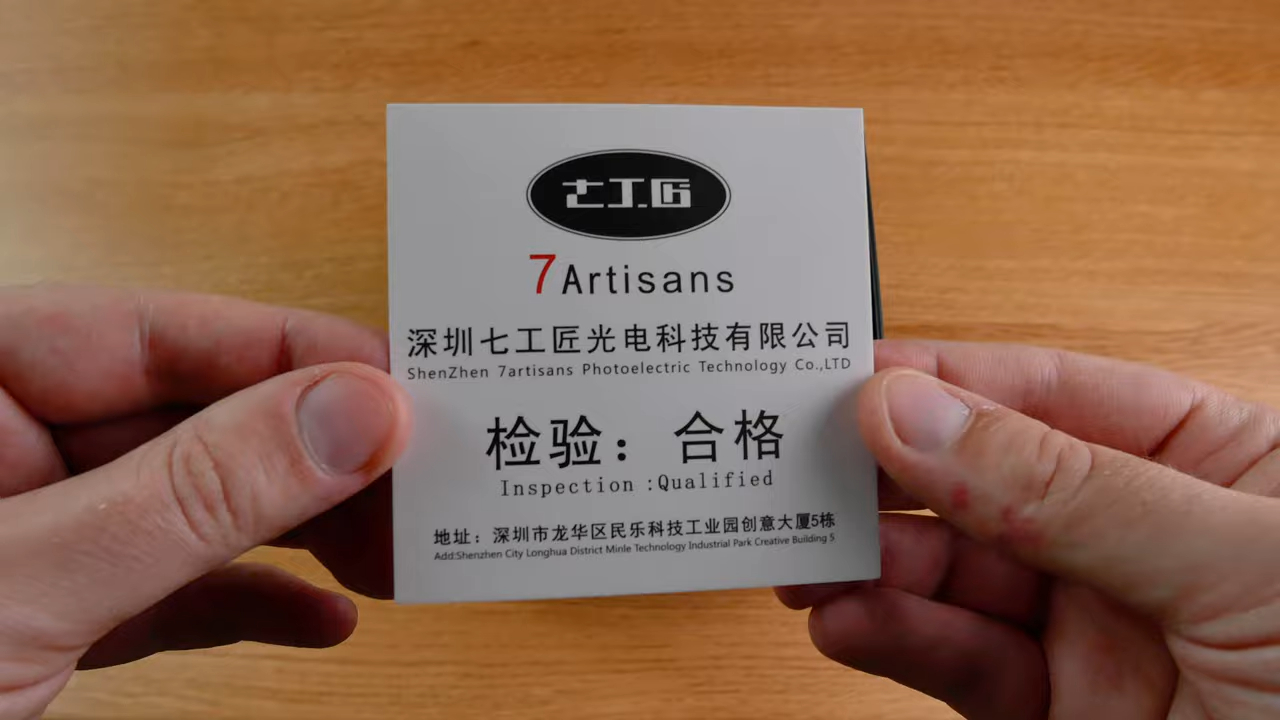 七工匠
7Artisans
深圳七工匠光电科技有限公司
ShenZhen 7artisans Photoelectric Technology Co.,LTD
检验：合格
Inspection :Qualified
地址：深圳市龙华区民乐科技工业园创意大厦5栋
Add:Shenzhen City Longhua District Minle Technology Industrial Park Creative Building 5